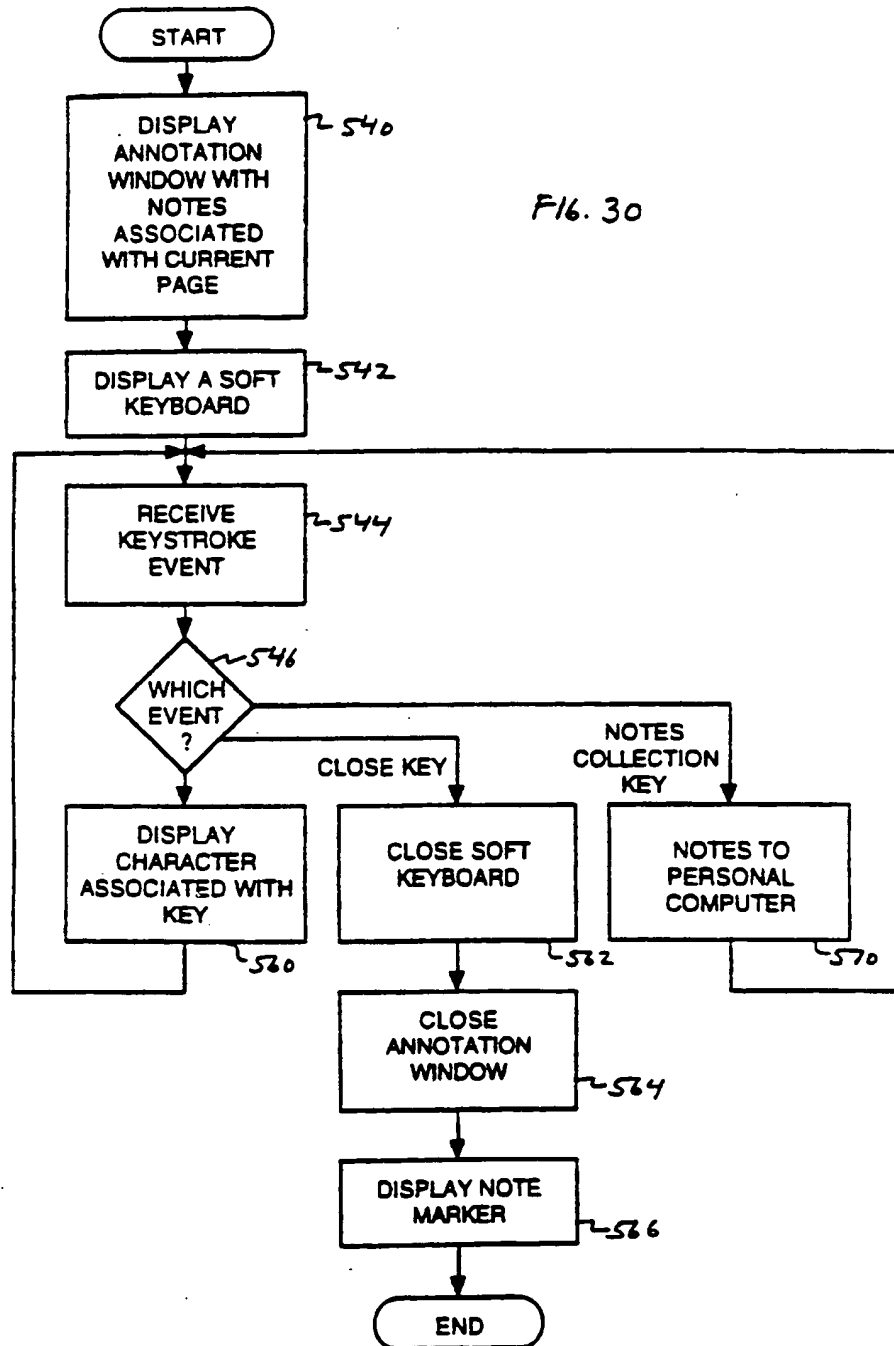 START
DISPLAY
ANNOTATION
WINDOW WITH
NOTES
ASSOCIATED
WITH CURRENT
PAGE
540
FIG. 30
DISPLAY A SOFT
KEYBOARD
542
RECEIVE
KEYSTROKE
EVENT
544
WHICH
EVENT
?
546
CLOSE KEY
NOTES
COLLECTION
KEY
DISPLAY
CHARACTER
ASSOCIATED WITH
KEY
560
CLOSE SOFT
KEYBOARD
562
NOTES TO
PERSONAL
COMPUTER
570
CLOSE
ANNOTATION
WINDOW
564
DISPLAY NOTE
MARKER
566
END